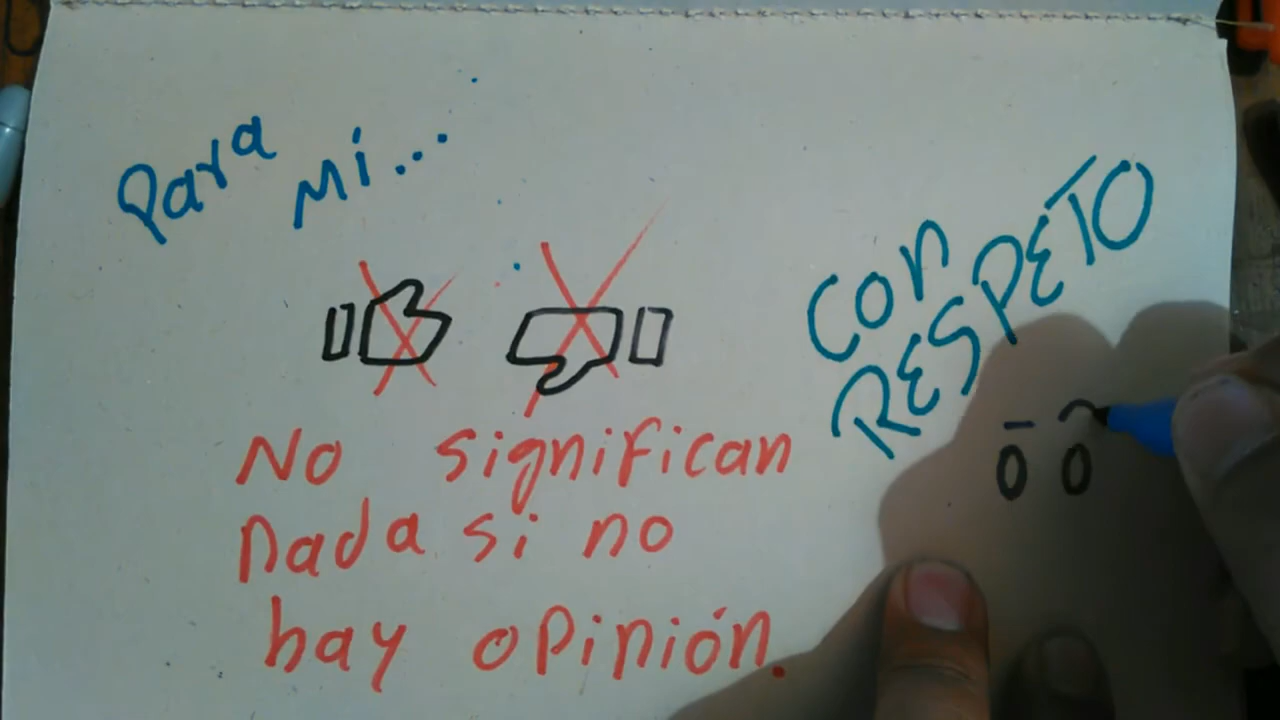 Para mí...
No significan
nada si no
hay opinión.
Con
RESPETO